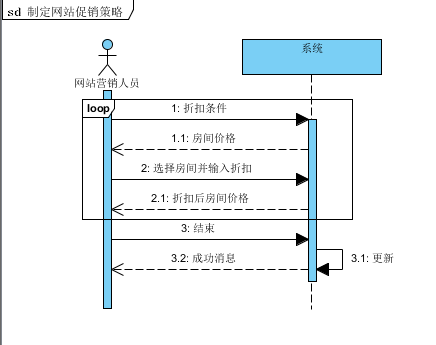 sd 制定网站促销策略
系统
网站营销人员
loop
1: 折扣条件
1.1: 房间价格
2: 选择房间并输入折扣
2.1: 折扣后房间价格
3: 结束
3.1: 更新
3.2: 成功消息